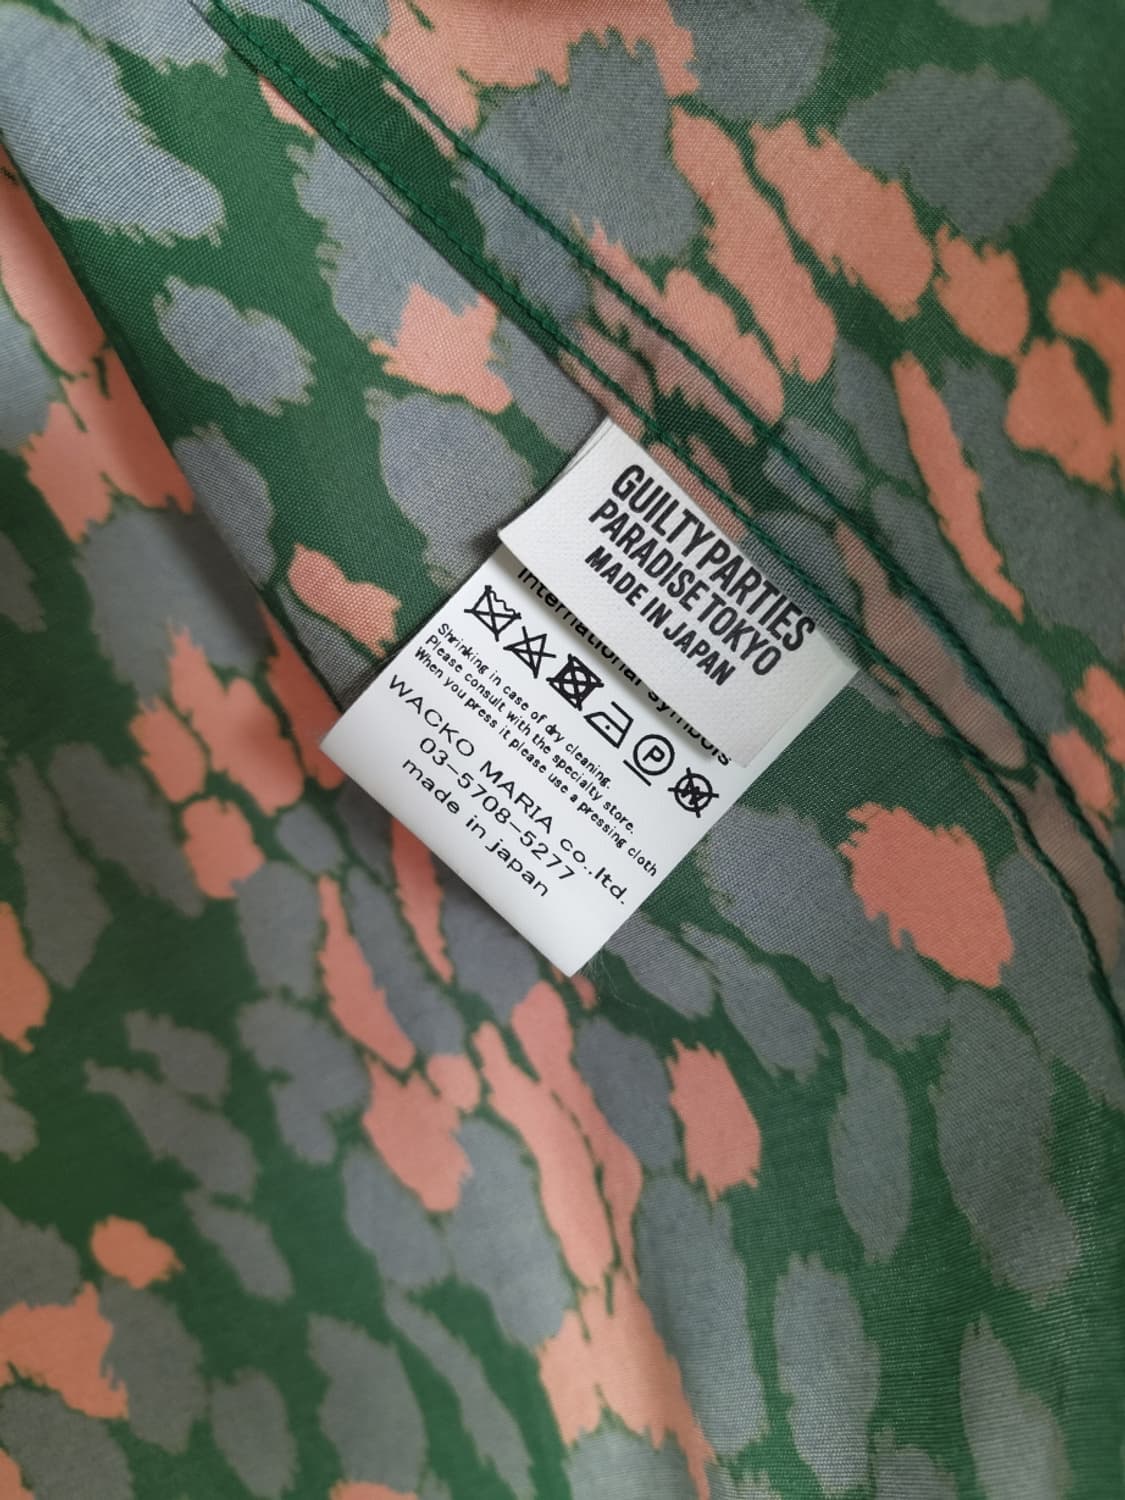 GUILTY PARTIES
PARADISE TOKYO
MADE IN JAPAN
International symbols
P
Shrinking in case of dry cleaning.
Please consult with the specialty store.
When you press it please use a pressing cloth
WACKO MARIA co.,ltd.
03-5708-5277
made in japan